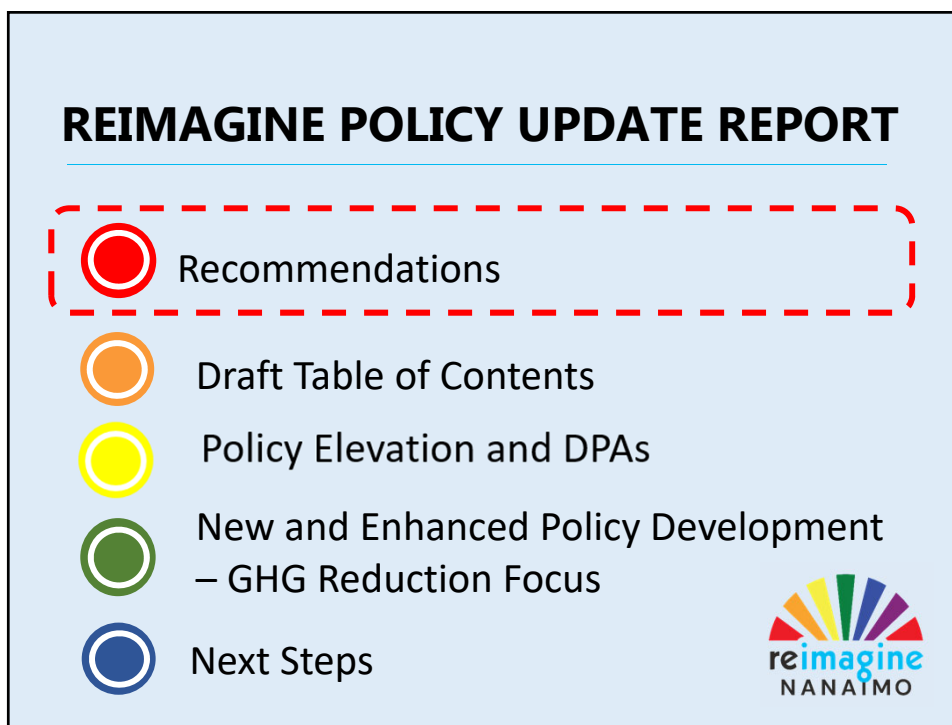 REIMAGINE POLICY UPDATE REPORT
Recommendations
Draft Table of Contents
Policy Elevation and DPAs
New and Enhanced Policy Development
– GHG Reduction Focus
Next Steps
reimagine
NANAIMO